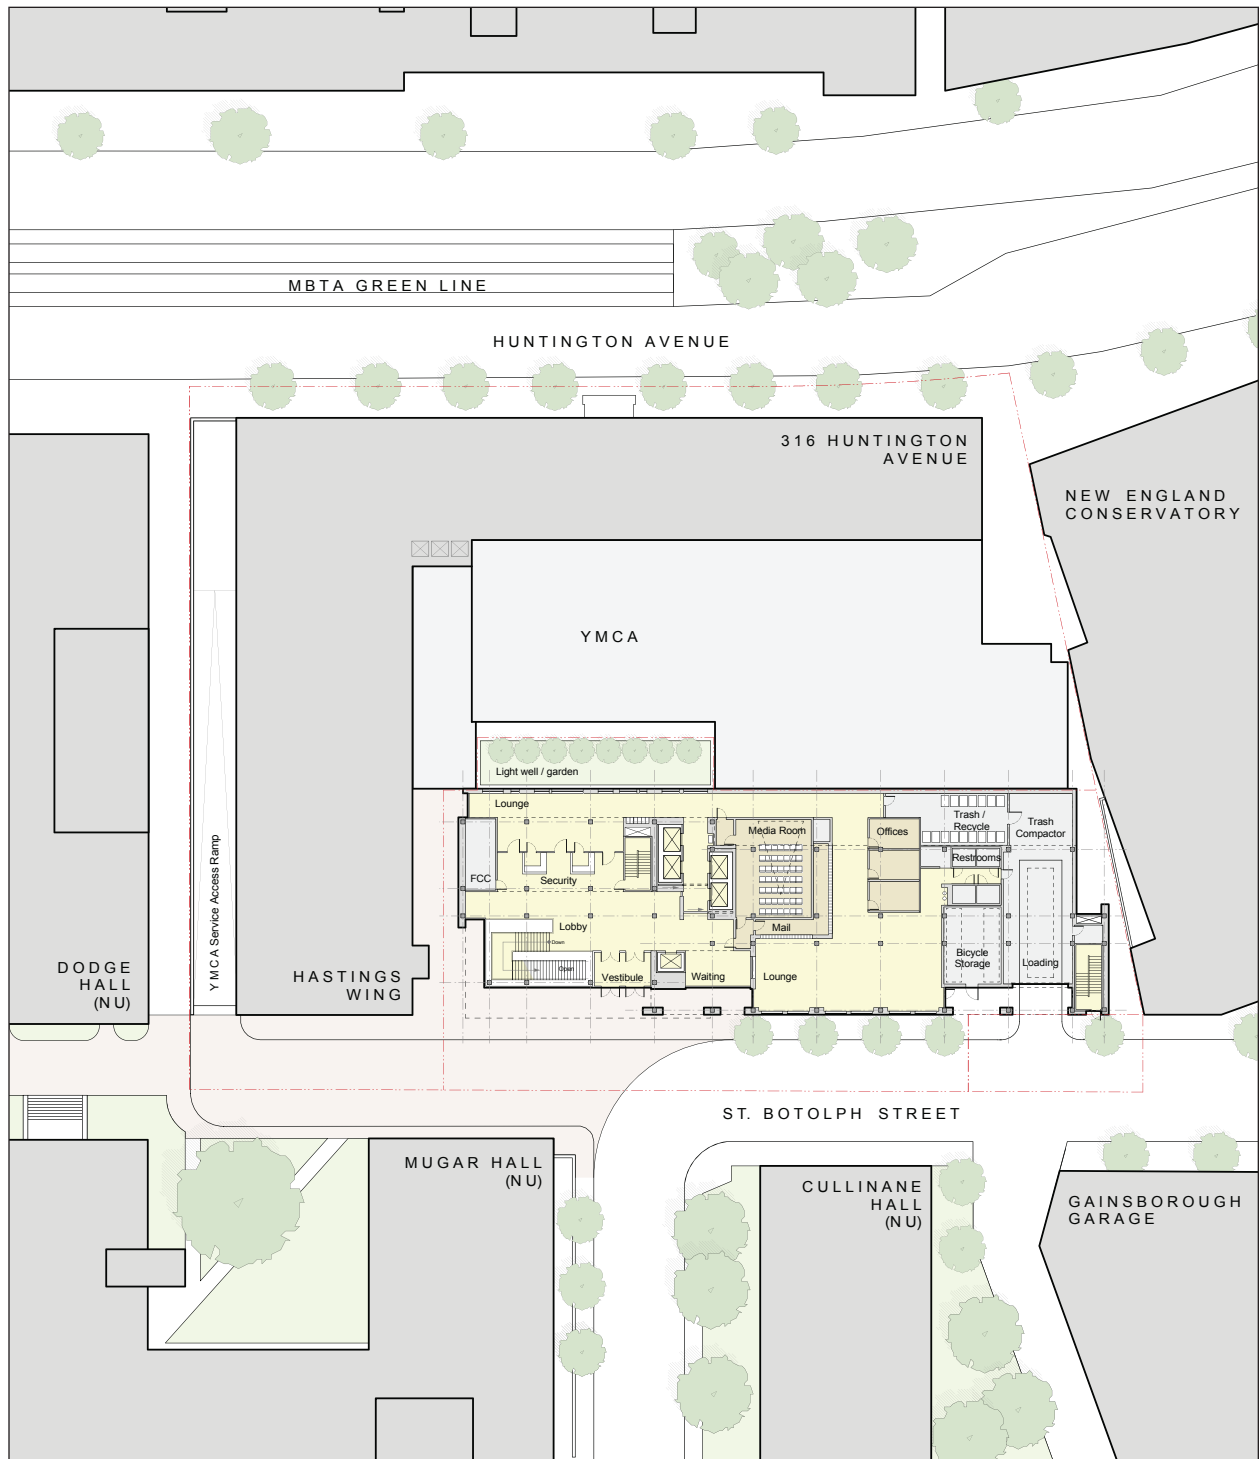 MBTA GREEN LINE
HUNTINGTON AVENUE
316 HUNTINGTON
AVENUE
NEW ENGLAND
CONSERVATORY
YMCA
Light well / garden
Lounge
Trash /
Recycle
Trash
Compactor
Media Room
Offices
Restrooms
FCC
Security
YMCA Service Access Ramp
Lobby
Mail
Down
Open
Vestibule
Waiting
Lounge
Bicycle
Storage
Loading
DODGE
HALL
(NU)
HASTINGS
WING
ST. BOTOLPH STREET
MUGAR HALL
(NU)
CULLINANE
HALL
(NU)
GAINSBOROUGH
GARAGE